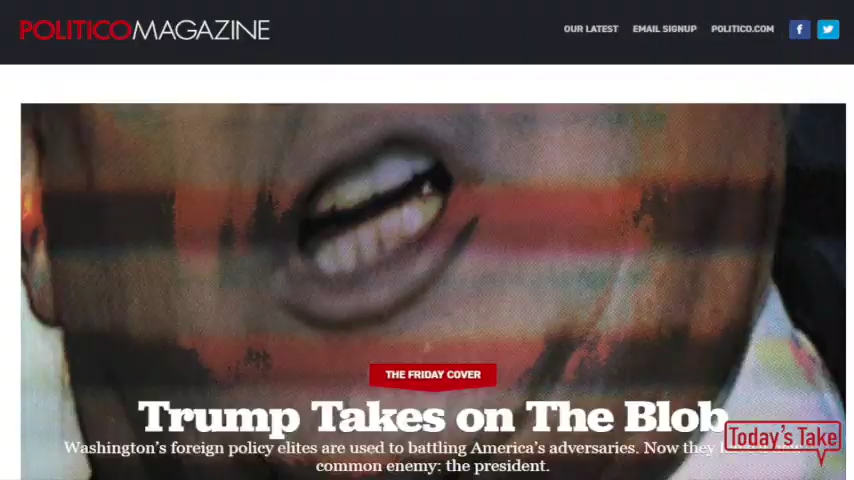 POLITICOMAGAZINE
OUR LATEST EMAIL SIGNUP POLITICO.COM
THE FRIDAY COVER
Trump Takes on The Blob
Washington's foreign policy elites are used to battling America's adversaries. Now they
common enemy: the president.
Today's Take